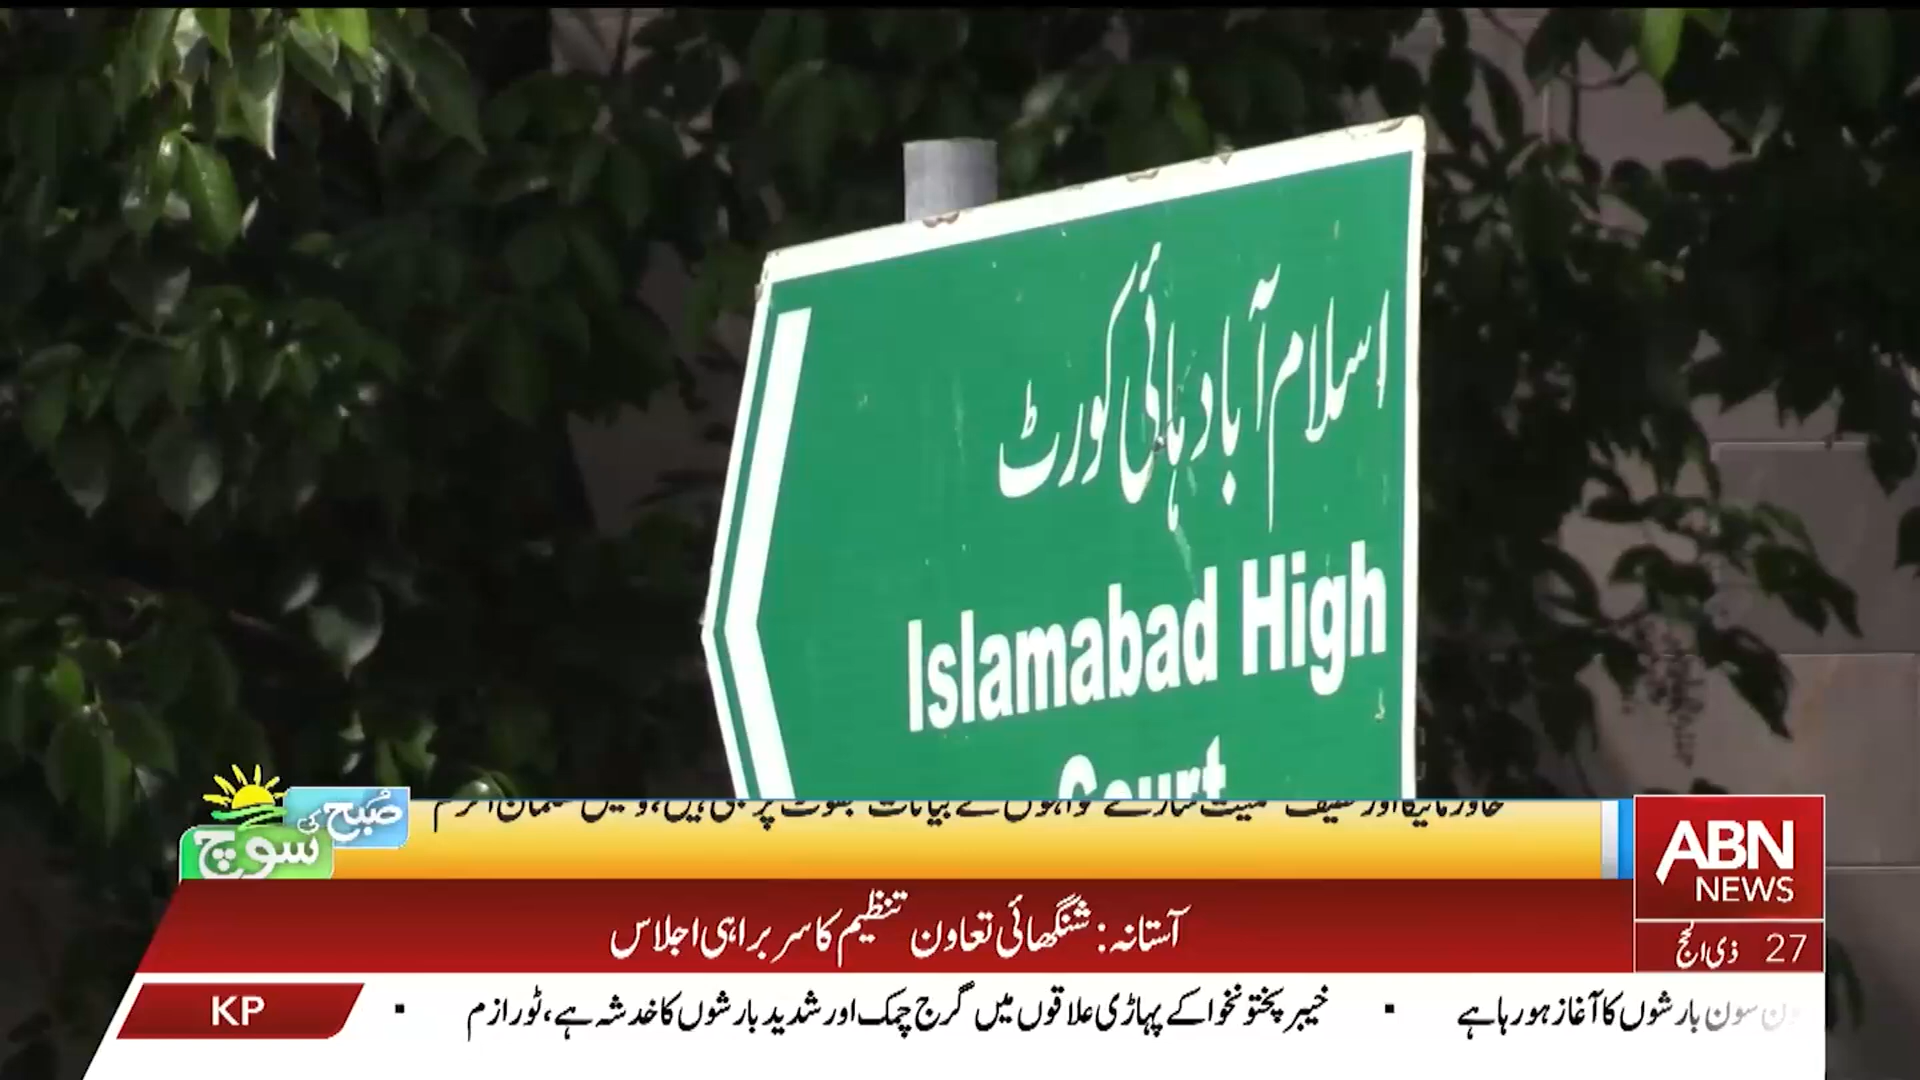 اسلام آباد ہائی کورٹ
Islamabad High
Court
صبح کی سوچ
ABN
NEWS
آستانہ: شنگھائی تعاون تنظیم کا سربراہی اجلاس
27 ذی الحج
KP
سون بارشوں کا آغاز ہو رہا ہے ▪ خیبر پختونخوا کے پہاڑی علاقوں میں گرج چمک اور شدید بارشوں کا خدشہ ہے، ٹورازم ▪